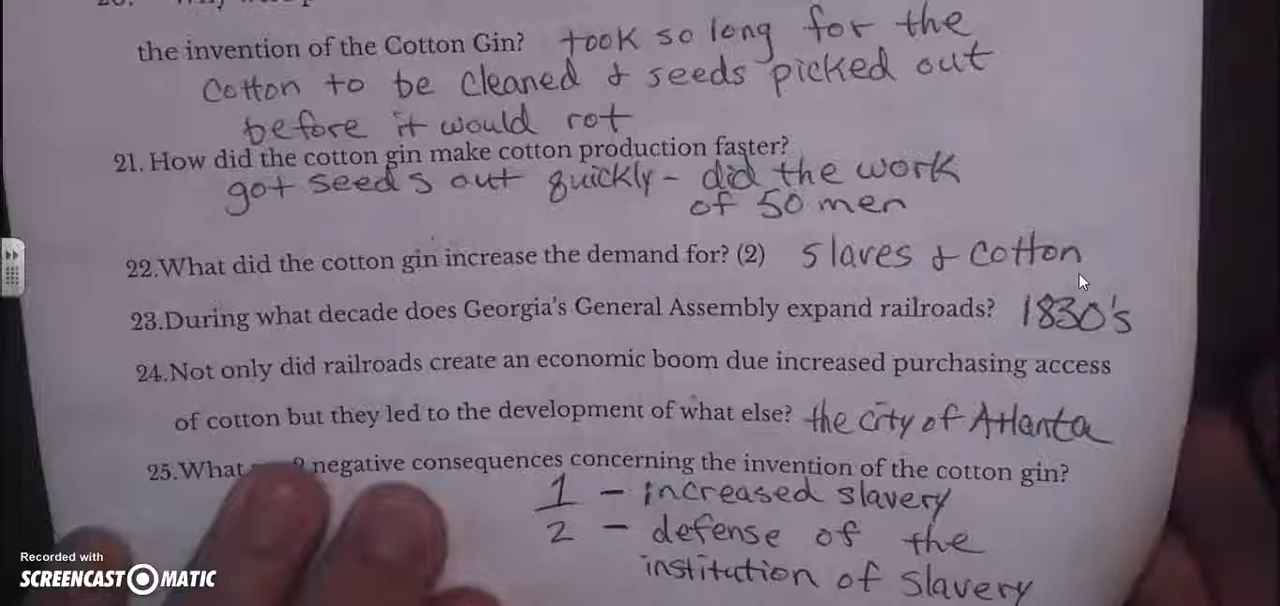 the invention of the Cotton Gin? took so long for the
Cotton to be cleaned & seeds picked out
before it would rot
21. How did the cotton gin make cotton production faster?
got seeds out quickly - did the work
of 50 men
22.What did the cotton gin increase the demand for? (2) slaves & cotton
23.During what decade does Georgia's General Assembly expand railroads? 1830's
24.Not only did railroads create an economic boom due increased purchasing access
of cotton but they led to the development of what else? the city of Atlanta
25.What negative consequences concerning the invention of the cotton gin?
1 - increased slavery
2 - defense of the
institution of slavery
Recorded with
SCREENCAST O MATIC